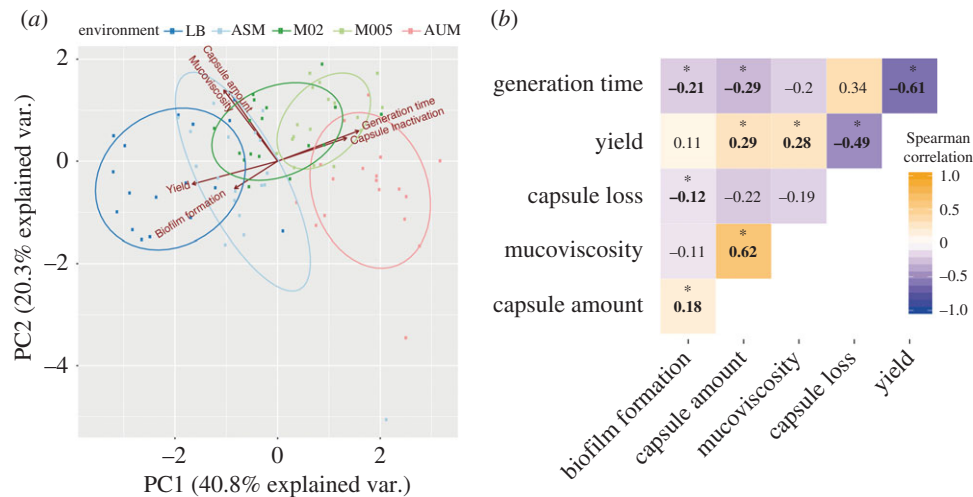 (a)
environment LB ASM M02 M005 AUM
2
0
−2
−4
PC2 (20.3% explained var.)
Capsule amount
Mucoviscosity
Generation time
Capsule Inactivation
Yield
Biofilm formation
−2 0 2
PC1 (40.8% explained var.)
(b)
generation time
* * *
−0.21 −0.29 −0.2 0.34 −0.61
yield
* * *
0.11 0.29 0.28 −0.49
capsule loss
*
−0.12 −0.22 −0.19
mucoviscosity
*
−0.11 0.62
capsule amount
*
0.18
biofilm formation
capsule amount
mucoviscosity
capsule loss
yield
Spearman
correlation
1.0
0.5
0
−0.5
−1.0